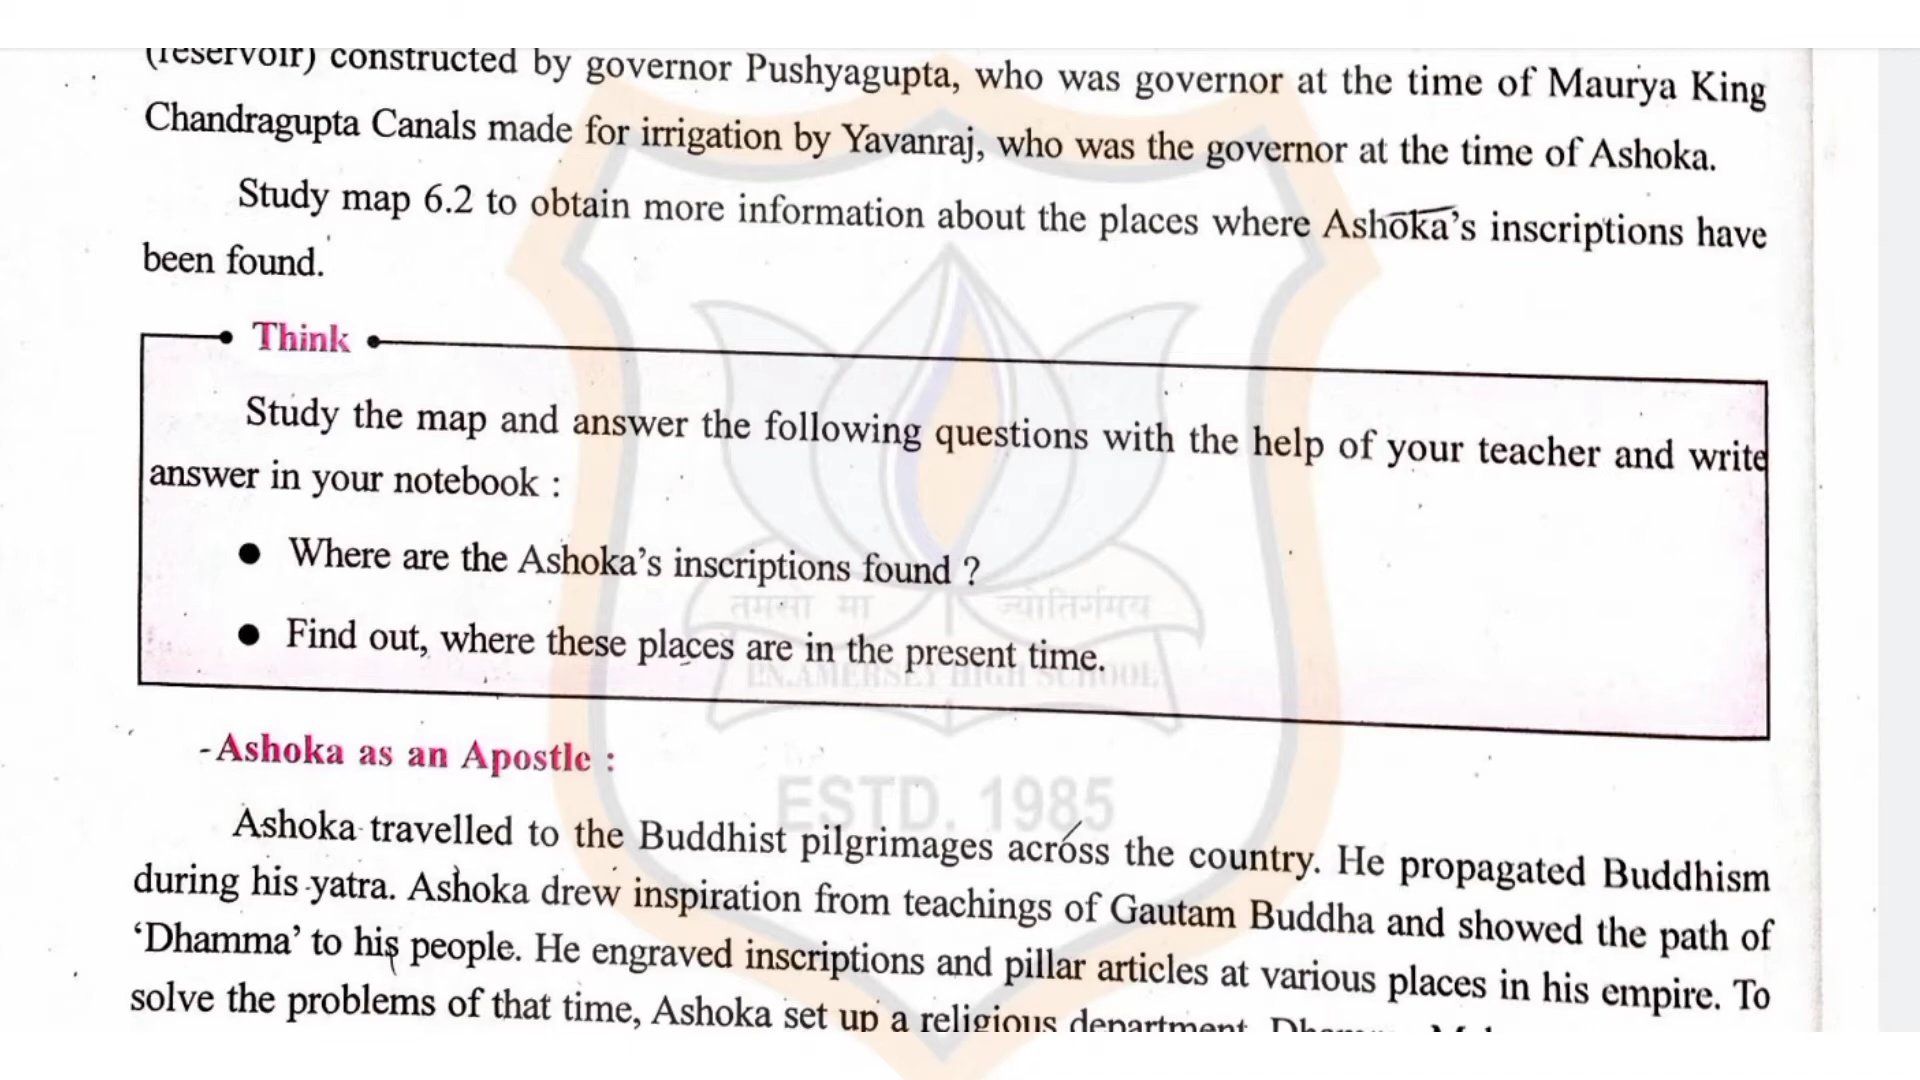 (reservoir) constructed by governor Pushyagupta, who was governor at the time of Maurya King
Chandragupta Canals made for irrigation by Yavanraj, who was the governor at the time of Ashoka.
Study map 6.2 to obtain more information about the places where Ashoka's inscriptions have
been found.
Think
Study the map and answer the following questions with the help of your teacher and write
answer in your notebook :
● Where are the Ashoka's inscriptions found ?
● Find out, where these places are in the present time.
तमसो मा ज्योतिर्गमय
P.N.AMERSEY HIGH SCHOOL
ESTD. 1985
-Ashoka as an Apostle :
Ashoka travelled to the Buddhist pilgrimages across the country. He propagated Buddhism
during his yatra. Ashoka drew inspiration from teachings of Gautam Buddha and showed the path of
'Dhamma' to his people. He engraved inscriptions and pillar articles at various places in his empire. To
solve the problems of that time, Ashoka set up a religious department